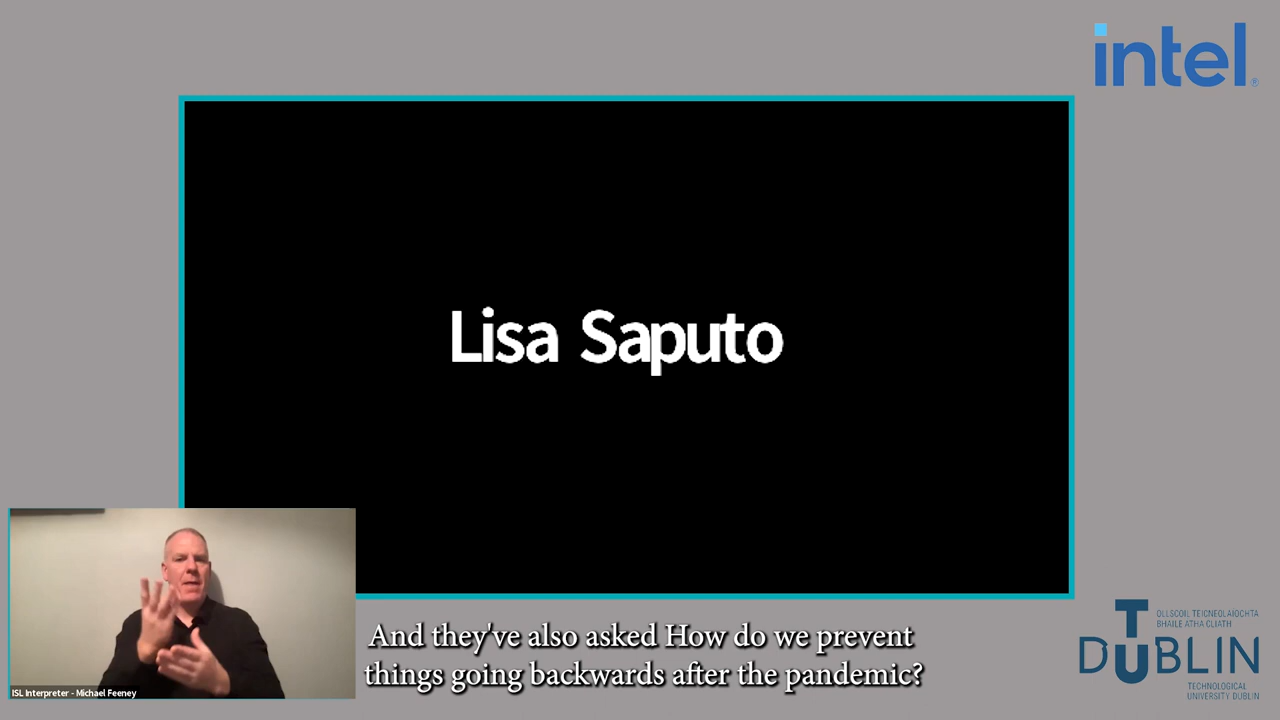 intel®
Lisa Saputo
ISL Interpreter - Michael Feeney
And they've also asked How do we prevent
things going backwards after the pandemic?
OLLSCOIL TEICNEOLAÍOCHTA
BHAILE ÁTHA CLIATH
TU DUBLIN
TECHNOLOGICAL
UNIVERSITY DUBLIN